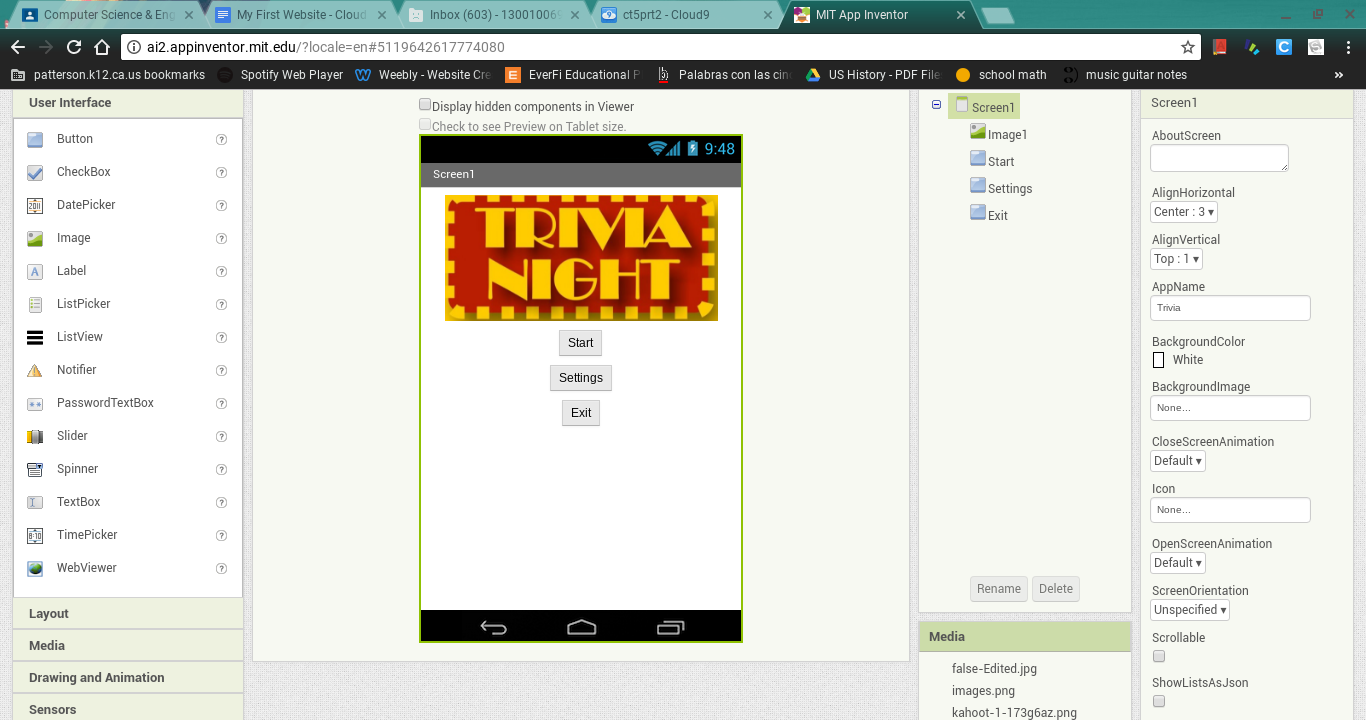 Computer Science & Eng
My First Website - Cloud
Inbox (603) - 130010069
ct5prt2 - Cloud9
MIT App Inventor
ai2.appinventor.mit.edu/?locale=en#5119642617774080
patterson.k12.ca.us bookmarks
Spotify Web Player
Weebly - Website Cre
EverFi Educational P
Palabras con las cinc
US History - PDF File
school math
music guitar notes
»
User Interface
Button
CheckBox
DatePicker
Image
Label
ListPicker
ListView
Notifier
PasswordTextBox
Slider
Spinner
TextBox
TimePicker
WebViewer
Layout
Media
Drawing and Animation
Sensors
Display hidden components in Viewer
Check to see Preview on Tablet size.
9:48
Screen1
TRIVIA
NIGHT
Start
Settings
Exit
Screen1
Image1
Start
Settings
Exit
Rename
Delete
Media
false-Edited.jpg
images.png
kahoot-1-173g6az.png
Screen1
AboutScreen
AlignHorizontal
Center : 3 ▾
AlignVertical
Top : 1 ▾
AppName
Trivia
BackgroundColor
White
BackgroundImage
None...
CloseScreenAnimation
Default ▾
Icon
None...
OpenScreenAnimation
Default ▾
ScreenOrientation
Unspecified ▾
Scrollable
ShowListsAsJson